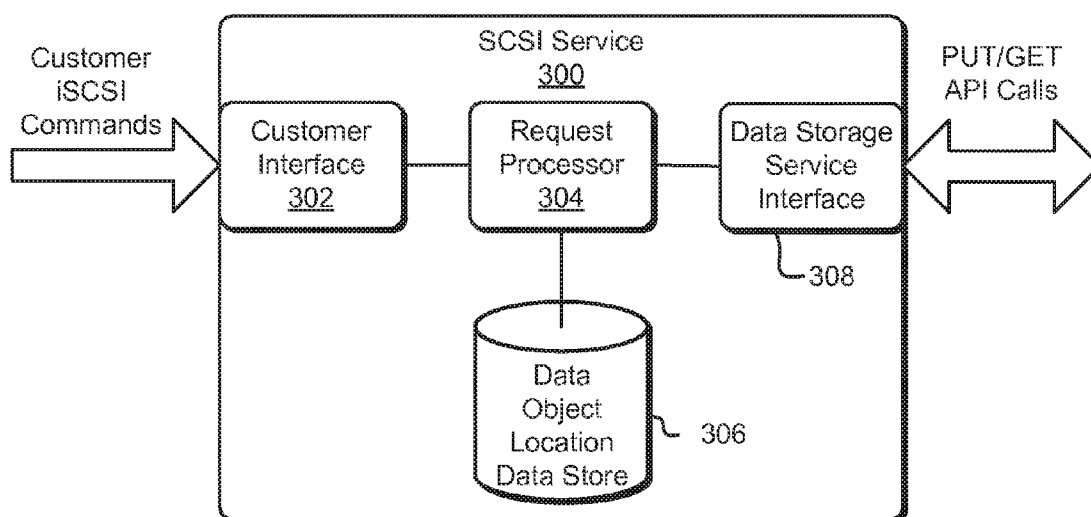 SCSI Service
300
Customer
iSCSI
Commands
Customer
Interface
302
Request
Processor
304
Data Storage
Service
Interface
308
PUT/GET
API Calls
Data
Object
Location
Data Store
306